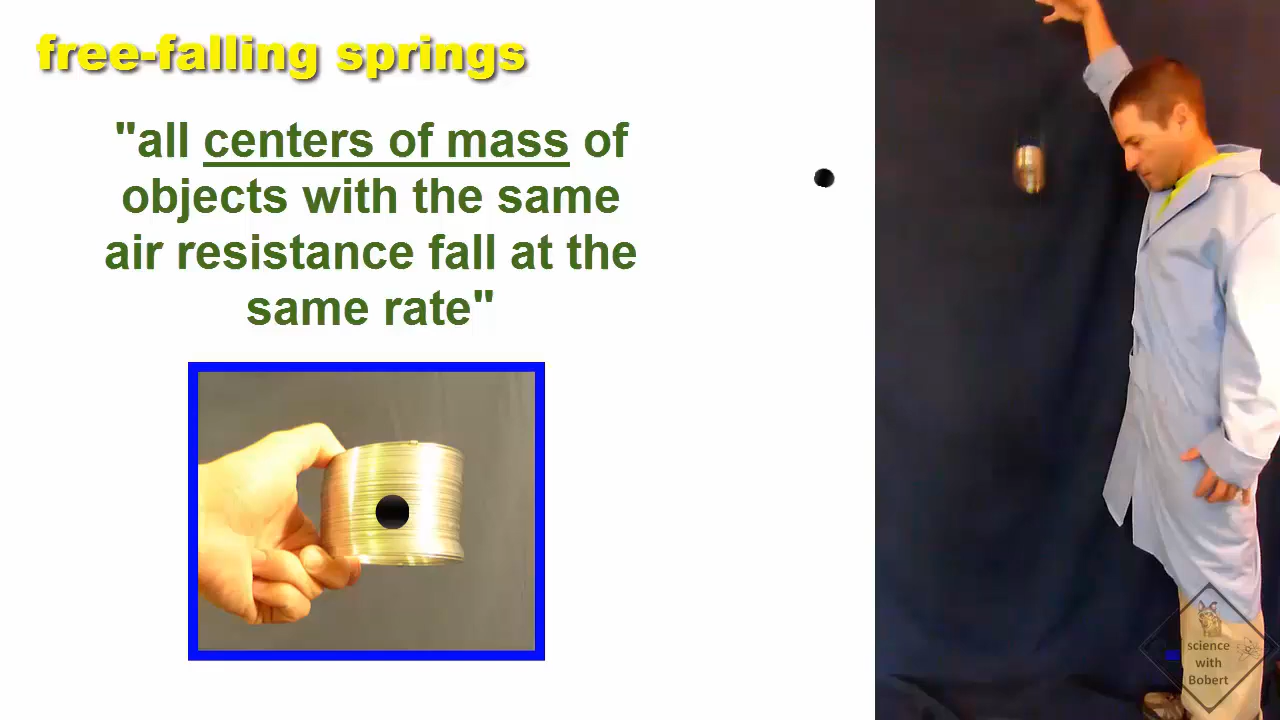 free-falling springs
"all centers of mass of
objects with the same
air resistance fall at the
same rate"
science
with
Bobert